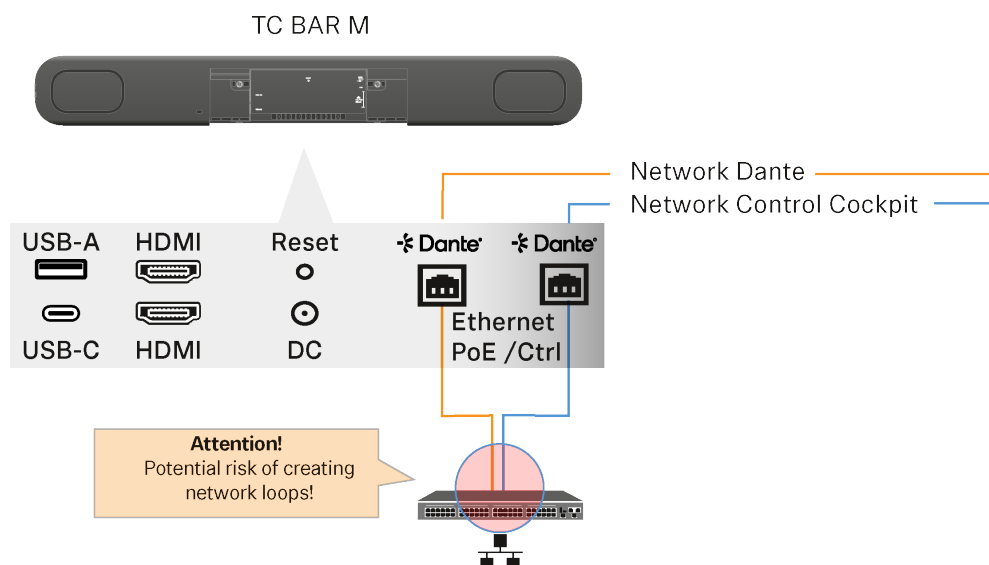 TC BAR M
Network Dante
Network Control Cockpit
USB-A HDMI Reset Dante Dante
Ethernet
USB-C HDMI DC PoE /Ctrl
Attention!
Potential risk of creating
network loops!